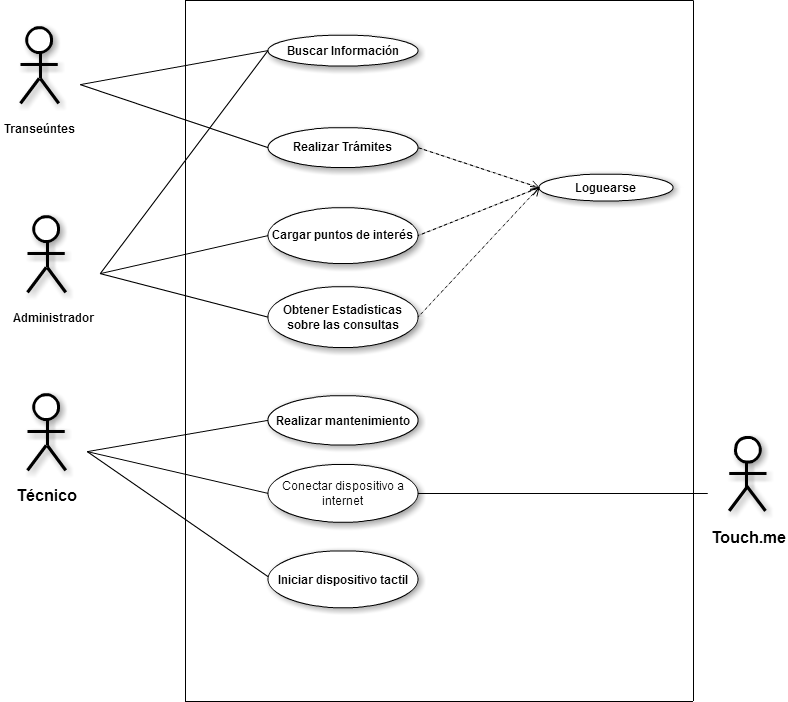 Buscar Información
Transeúntes
Realizar Trámites
Loguearse
Cargar puntos de interés
Administrador
Obtener Estadísticas
sobre las consultas
Realizar mantenimiento
Técnico
Conectar dispositivo a
internet
Touch.me
Iniciar dispositivo tactil